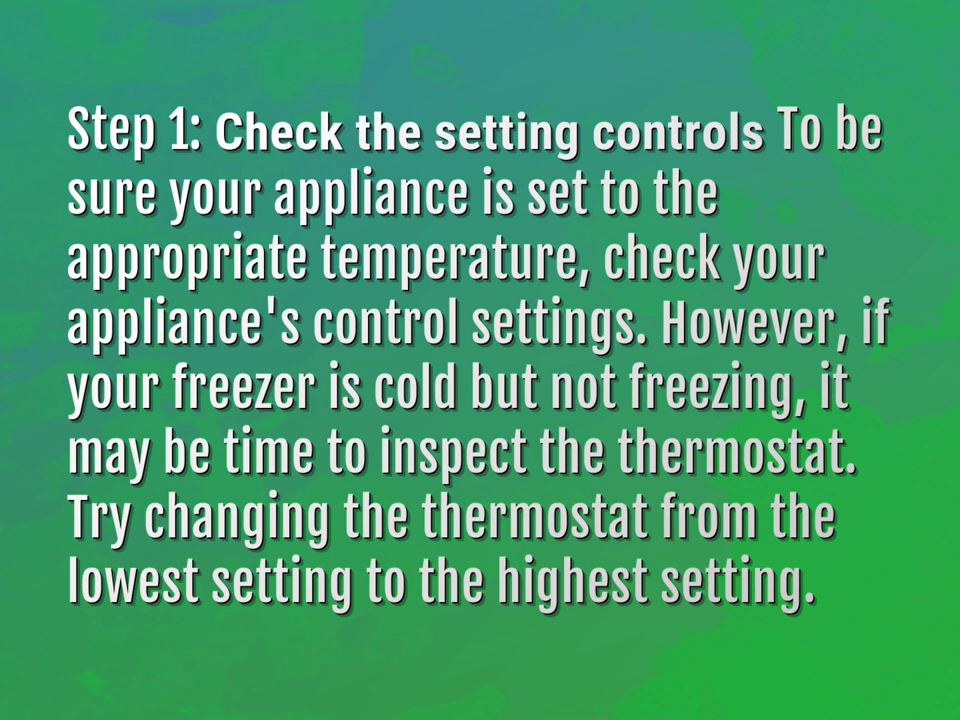 Step 1: Check the setting controls To be
sure your appliance is set to the
appropriate temperature, check your
appliance's control settings. However, if
your freezer is cold but not freezing, it
may be time to inspect the thermostat.
Try changing the thermostat from the
lowest setting to the highest setting.